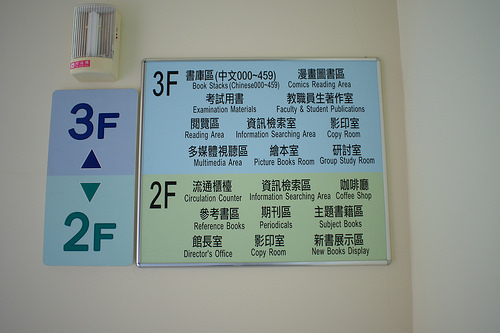 3F
2F
3F
書庫區(中文000~459) 漫畫圖書區
Book Stacks(Chinese000~459) Comics Reading Area
考試用書 教職員生著作室
Examination Materials Faculty & Student Publications
閱覽區 資訊檢索室 影印室
Reading Area Information Searching Area Copy Room
多媒體視聽區 繪本室 研討室
Multimedia Area Picture Books Room Group Study Room
2F
流通櫃檯 資訊檢索區 咖啡廳
Circulation Counter Information Searching Area Coffee Shop
參考書區 期刊區 主題書籍區
Reference Books Periodicals Subject Books
館長室 影印室 新書展示區
Director's Office Copy Room New Books Display